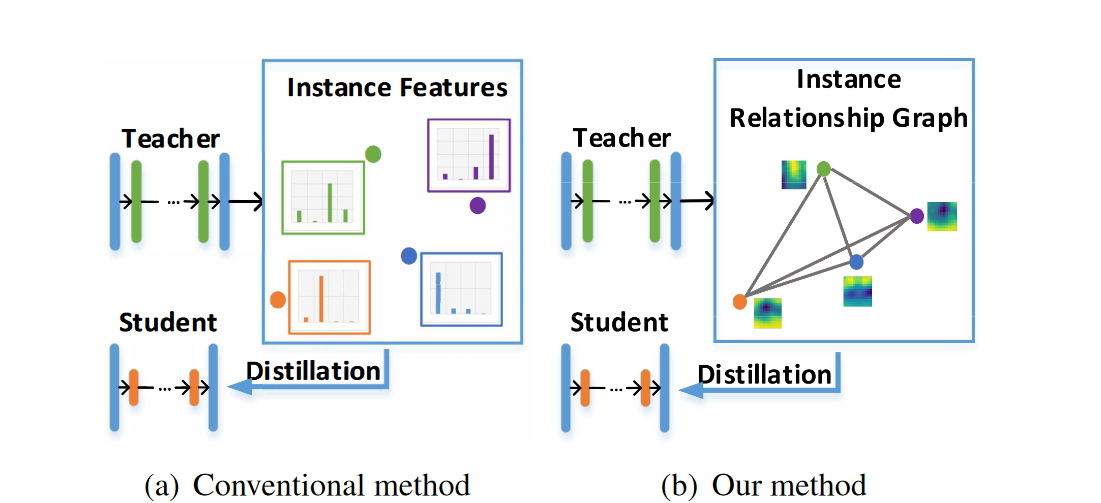 Instance Features
Teacher
...
Student
...
Distillation
(a) Conventional method
Instance
Relationship Graph
Teacher
...
Student
...
Distillation
(b) Our method